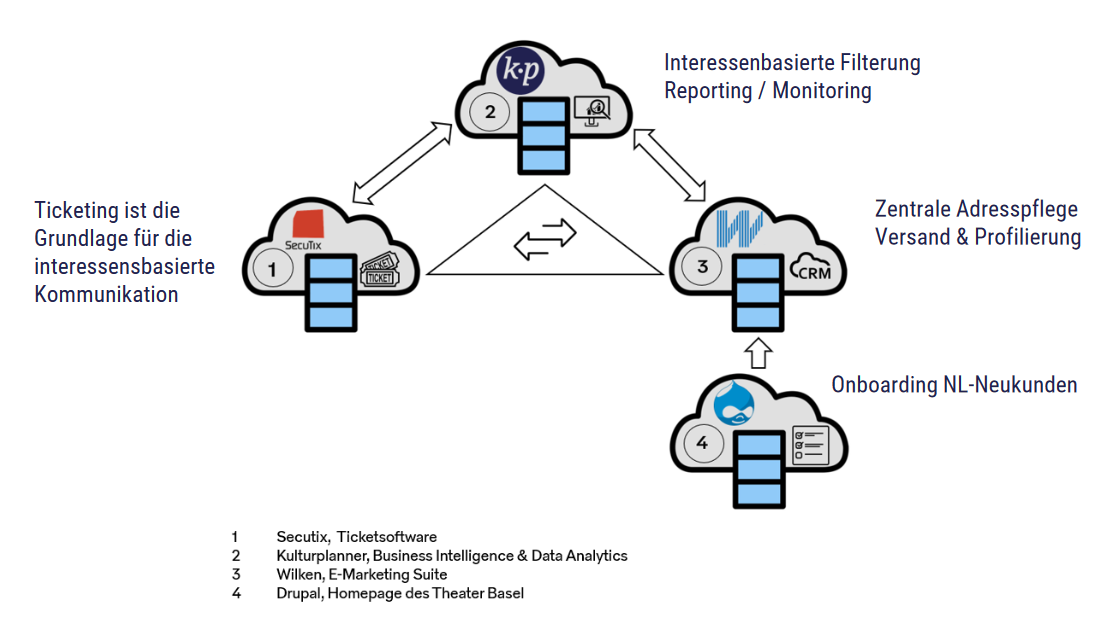 k·p
2
Interessenbasierte Filterung
Reporting / Monitoring
Ticketing ist die
Grundlage für die
interessensbasierte
Kommunikation
SECUTIX
1
TICKET
TICKET
3
CRM
Zentrale Adresspflege
Versand & Profilierung
4
Onboarding NL-Neukunden
1 Secutix, Ticketsoftware
2 Kulturplanner, Business Intelligence & Data Analytics
3 Wilken, E-Marketing Suite
4 Drupal, Homepage des Theater Basel